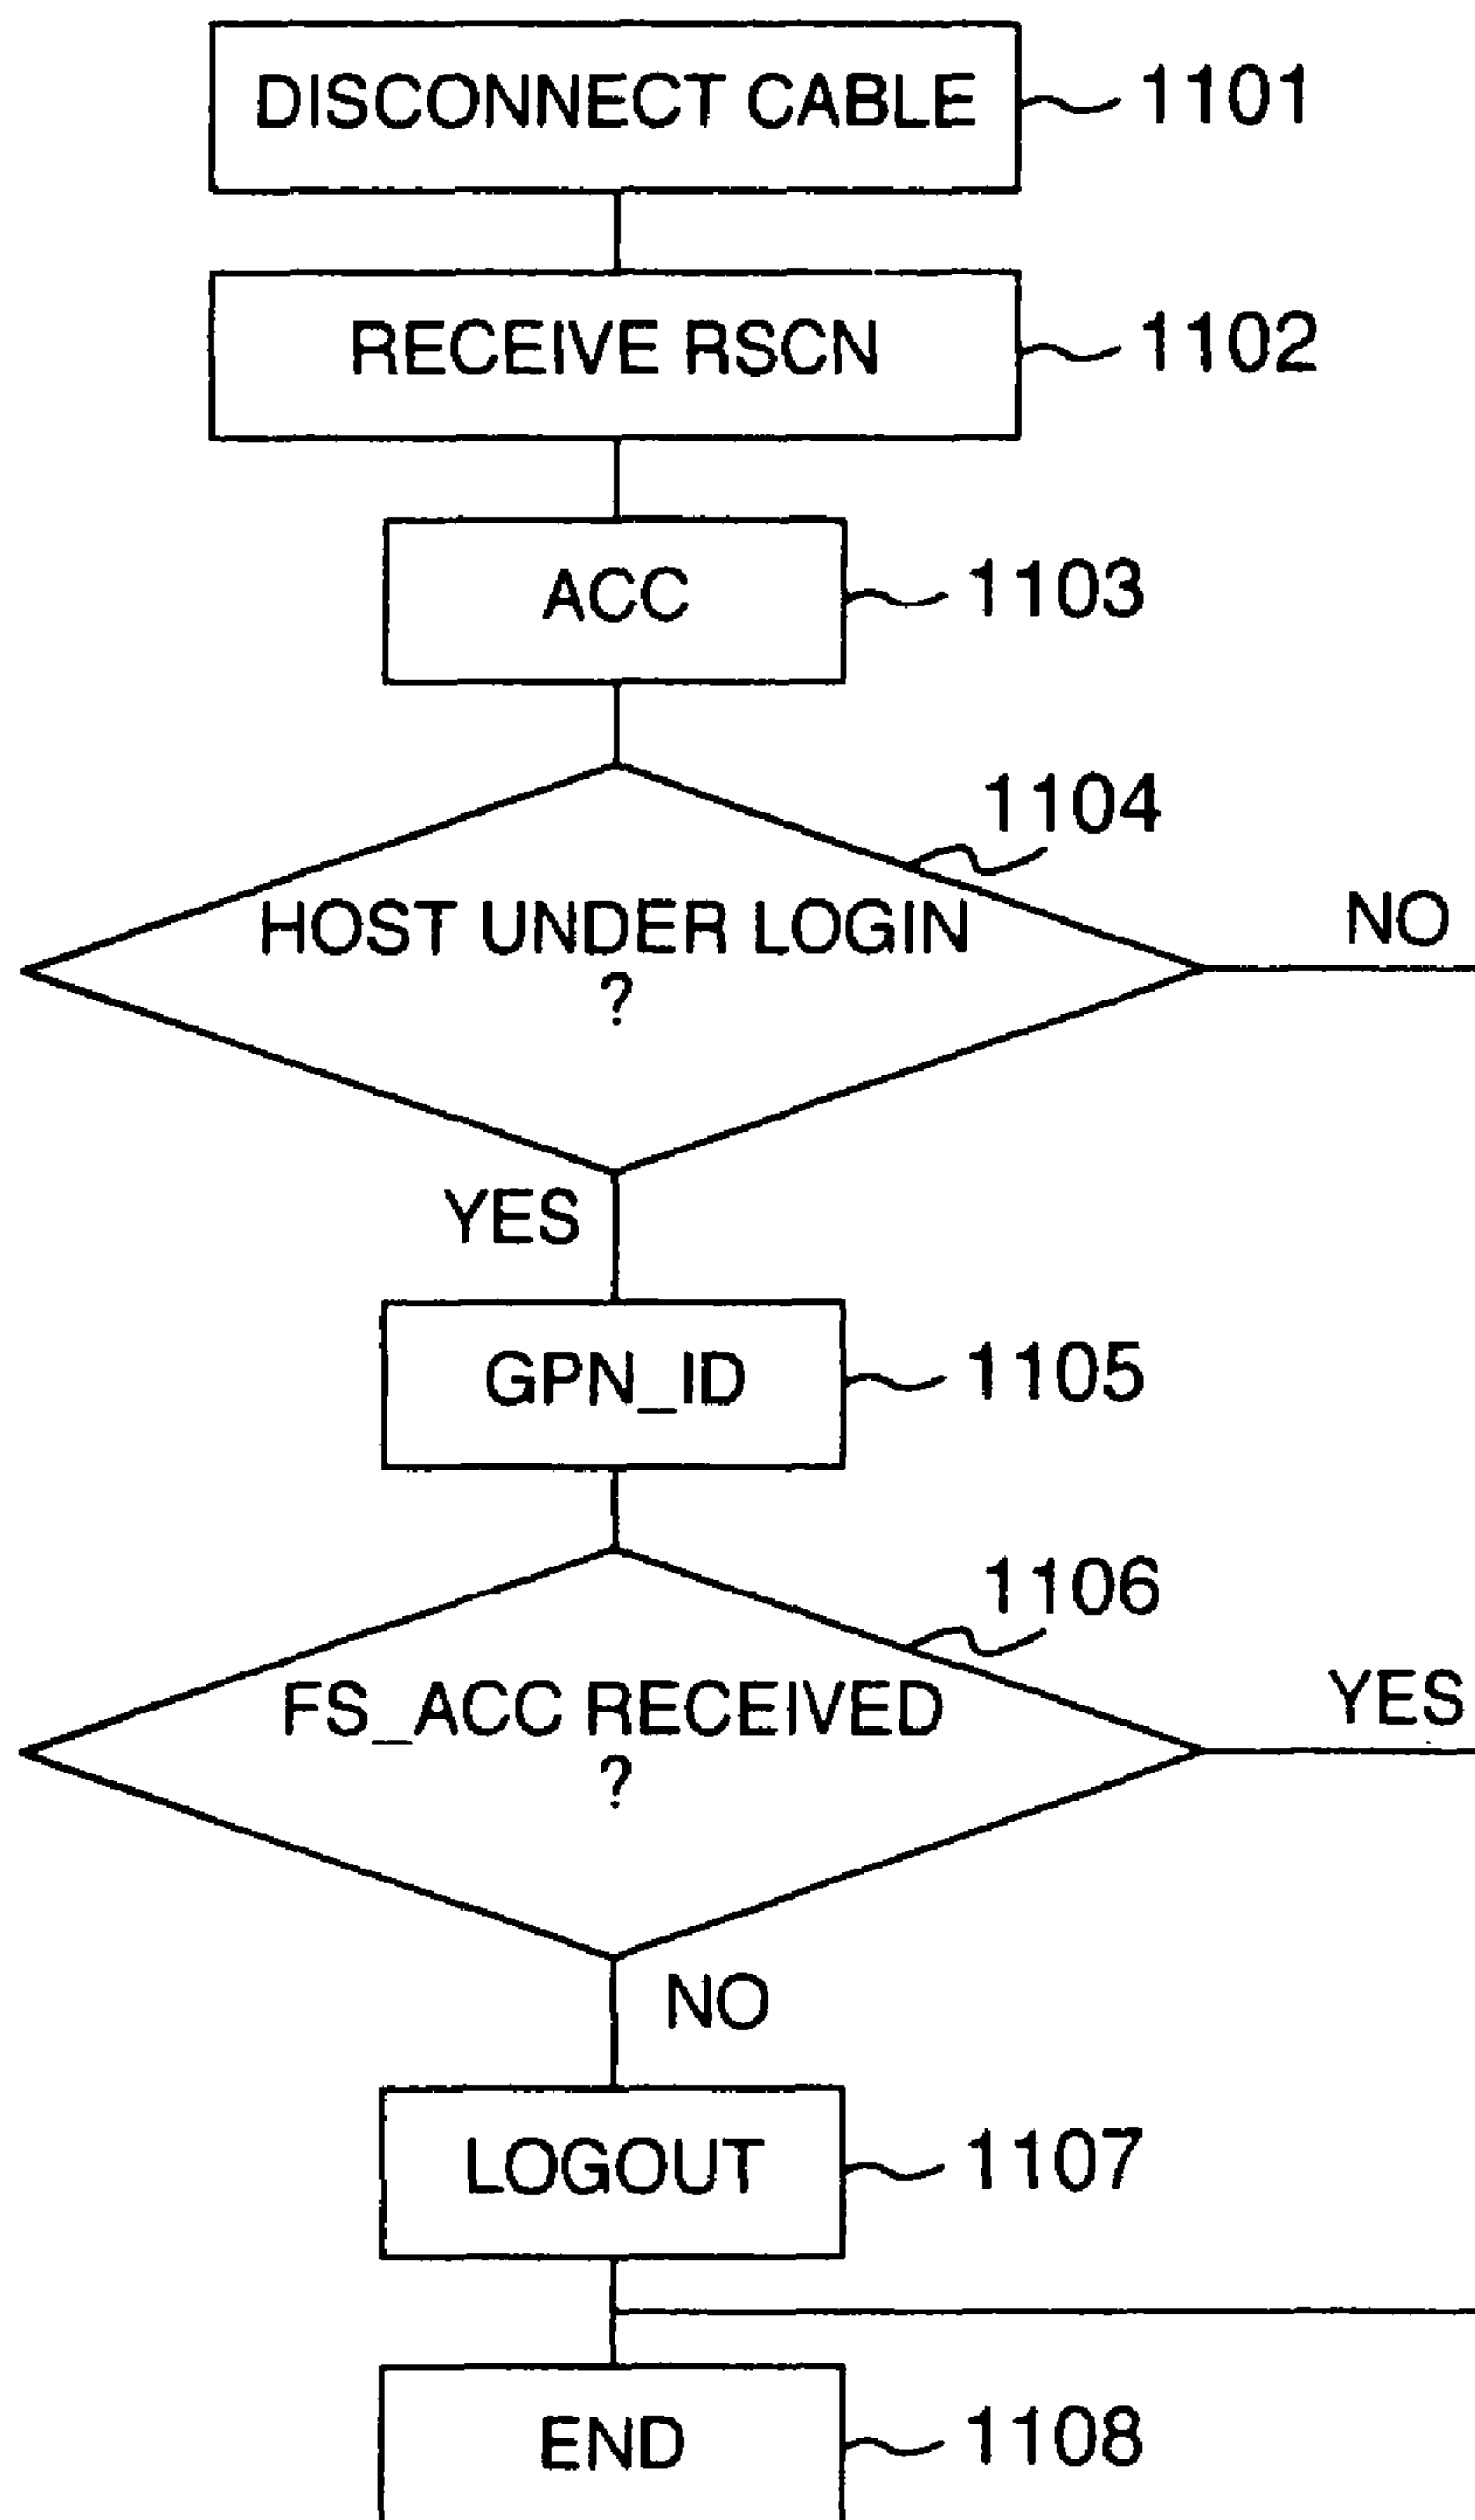 DISCONNECT CABLE 1101
RECEIVE RSCN 1102
ACC 1103
1104
HOST UNDER LOGIN
?
NO
YES
GPN_ID 1105
1106
FS_ACC RECEIVED
?
YES
NO
LOGOUT 1107
END 1108